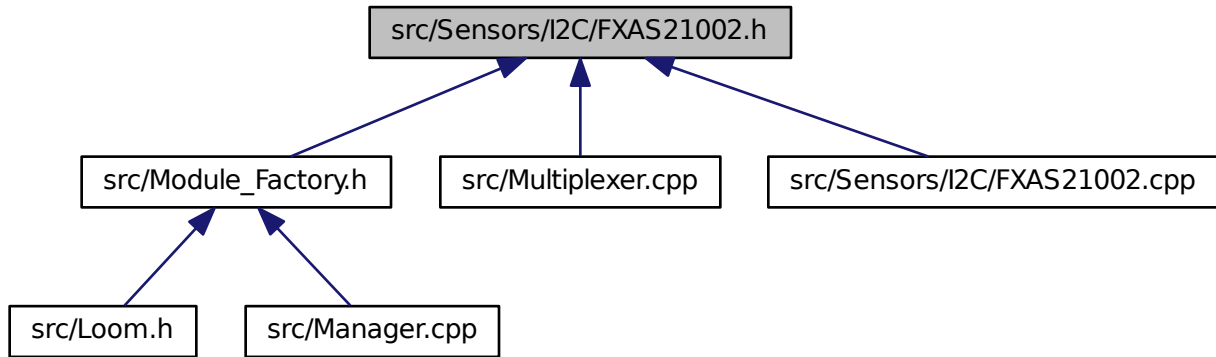 src/Sensors/I2C/FXAS21002.h
src/Module_Factory.h
src/Multiplexer.cpp
src/Sensors/I2C/FXAS21002.cpp
src/Loom.h
src/Manager.cpp